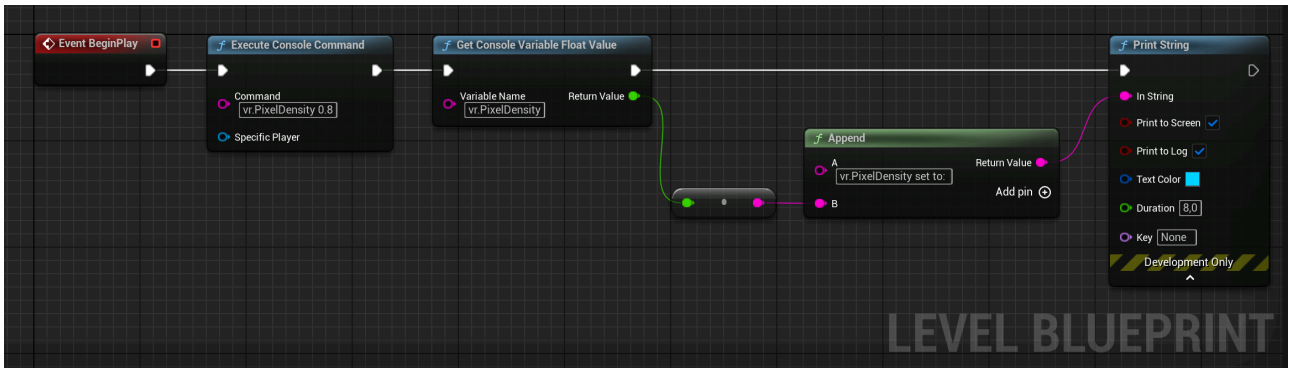 Event BeginPlay
f Execute Console Command
Command
vr.PixelDensity 0.8
Specific Player
f Get Console Variable Float Value
Variable Name
vr.PixelDensity
Return Value
f Append
A
vr.PixelDensity set to:
B
Return Value
Add pin
f Print String
In String
Print to Screen
Print to Log
Text Color
Duration 8,0
Key None
Development Only
LEVEL BLUEPRINT